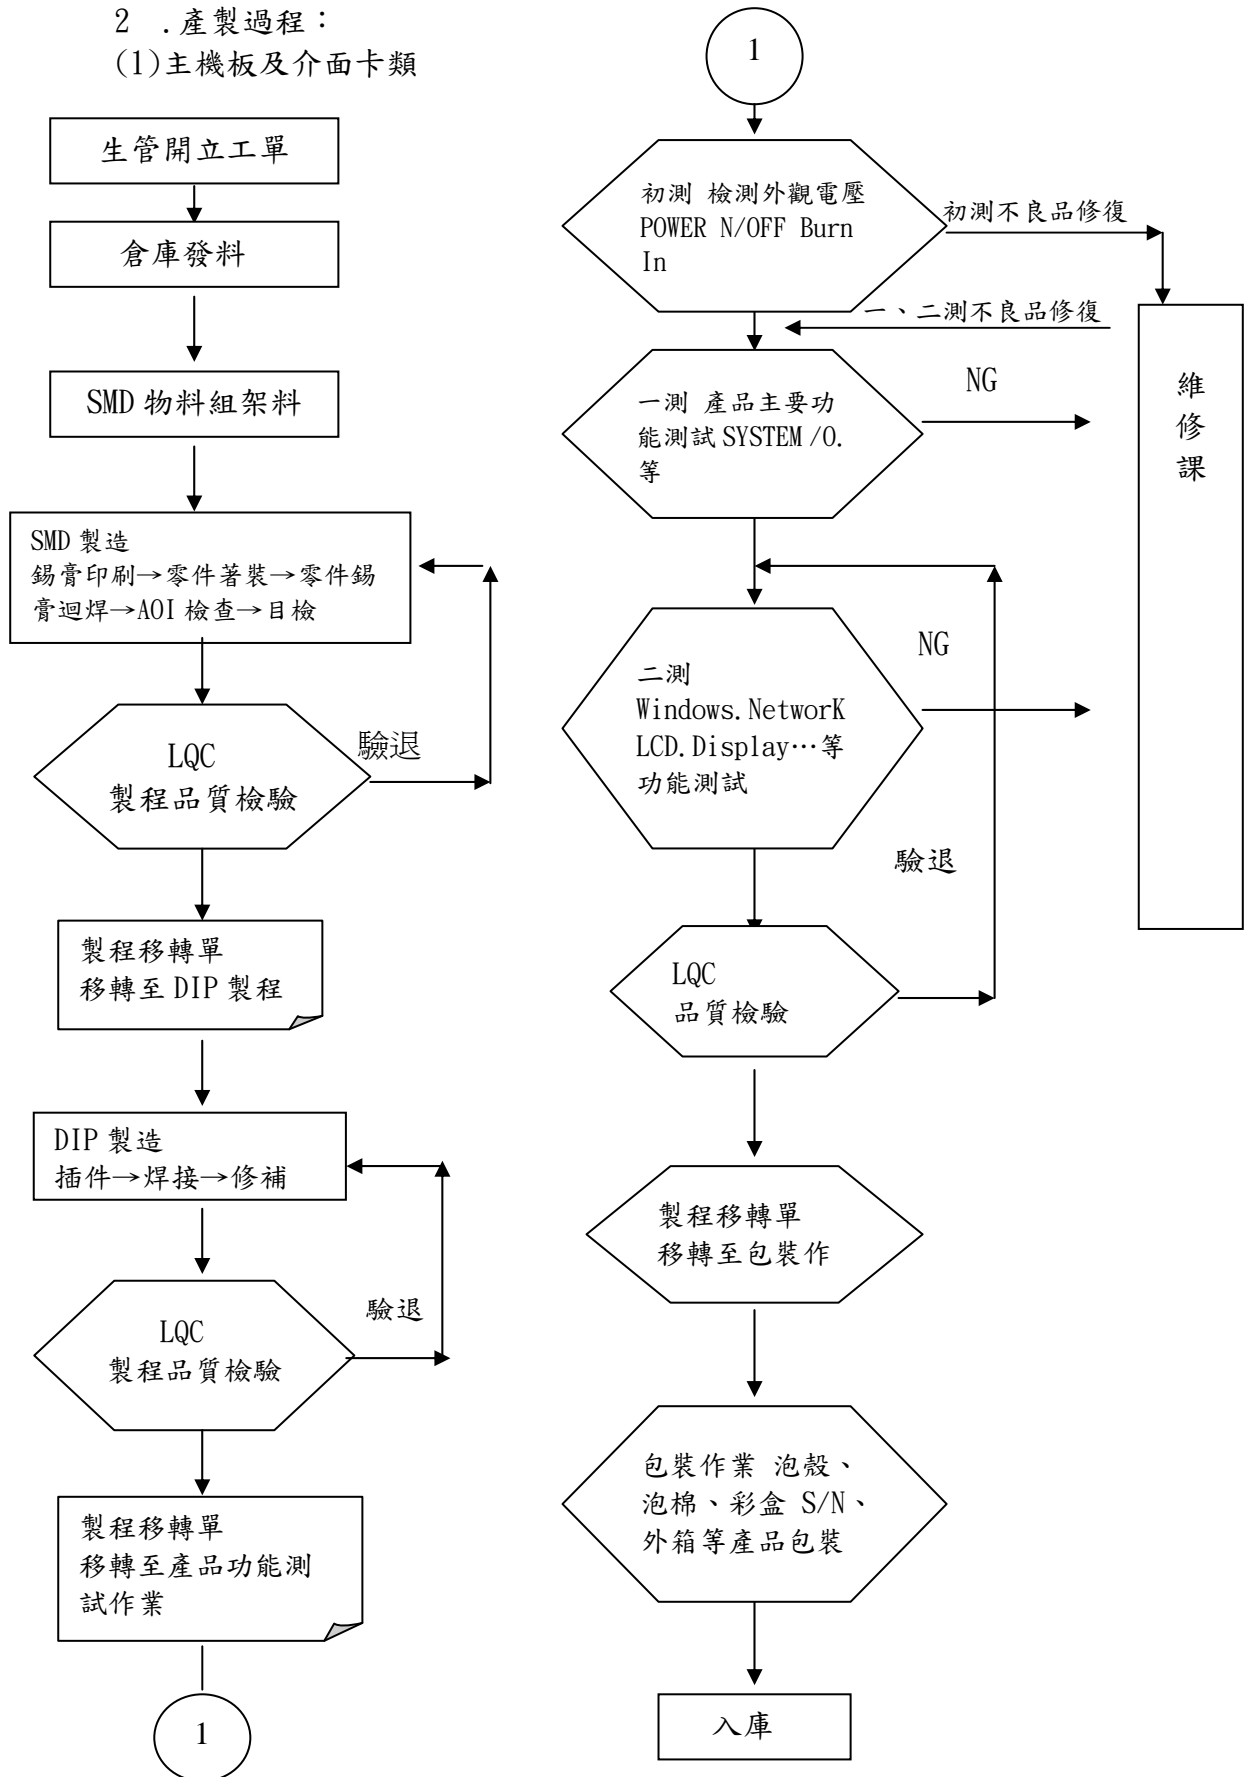 2 .產製過程：
(1)主機板及介面卡類
生管開立工單
倉庫發料
SMD 物料組架料
SMD 製造
錫膏印刷→零件著裝→零件錫
膏迴焊→AOI 檢查→目檢
LQC
製程品質檢驗
驗退
製程移轉單
移轉至 DIP 製程
DIP 製造
插件→焊接→修補
LQC
製程品質檢驗
驗退
製程移轉單
移轉至產品功能測
試作業
1
1
初測 檢測外觀電壓
POWER N/OFF Burn
In
初測不良品修復
一、二測不良品修復
一測 產品主要功
能測試 SYSTEM /O.
等
NG
維
修
課
二測
Windows.NetworK
LCD.Display…等
功能測試
NG
驗退
LQC
品質檢驗
製程移轉單
移轉至包裝作
包裝作業 泡殼、
泡棉、彩盒 S/N、
外箱等產品包裝
入庫